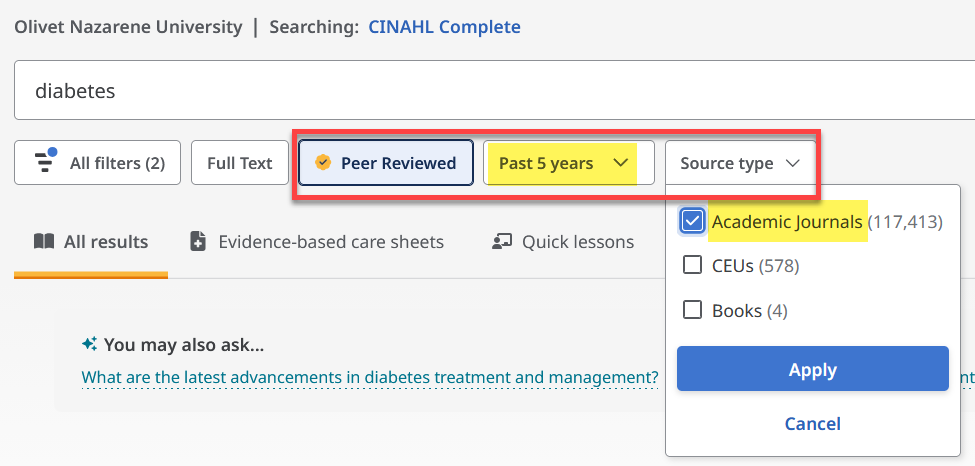 Olivet Nazarene University | Searching: CINAHL Complete
diabetes
All filters (2) Full Text Peer Reviewed Past 5 years Source type
Academic Journals (117,413)
CEUs (578)
Books (4)
Apply
Cancel
All results Evidence-based care sheets Quick lessons
You may also ask...
What are the latest advancements in diabetes treatment and management? nt